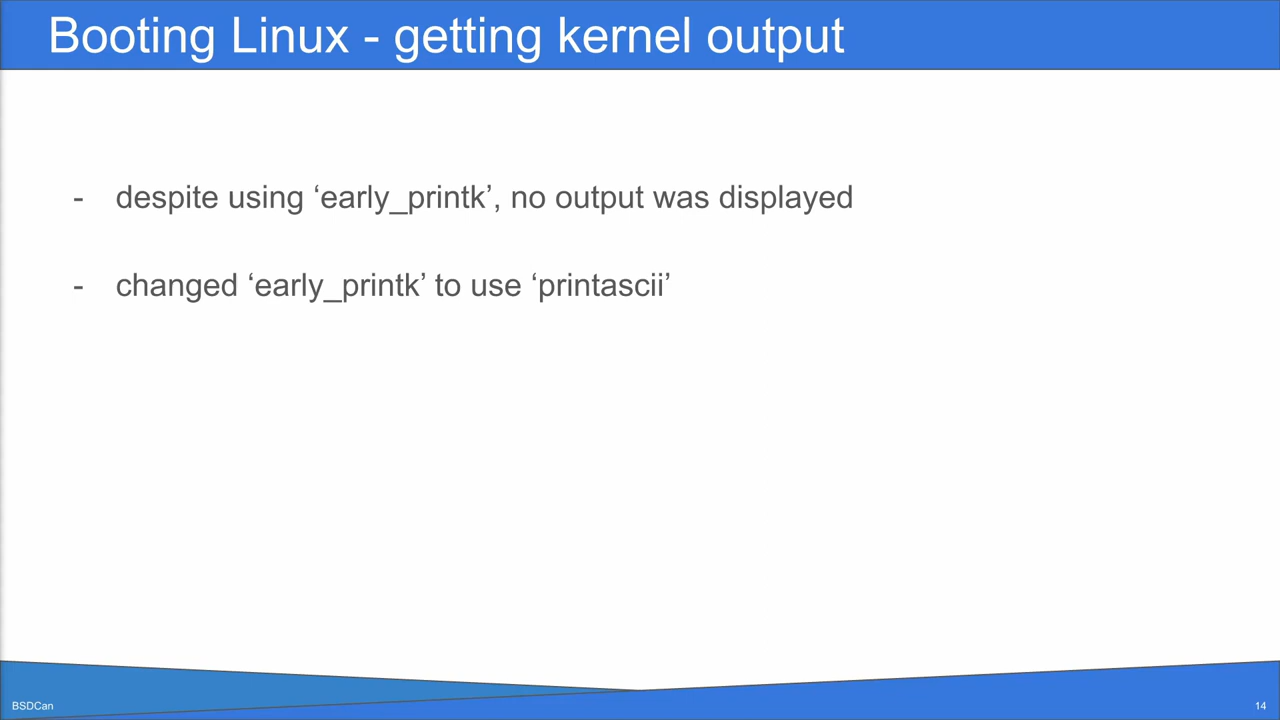 Booting Linux - getting kernel output
- despite using ‘early_printk’, no output was displayed
- changed ‘early_printk’ to use ‘printascii’
BSDCan
14